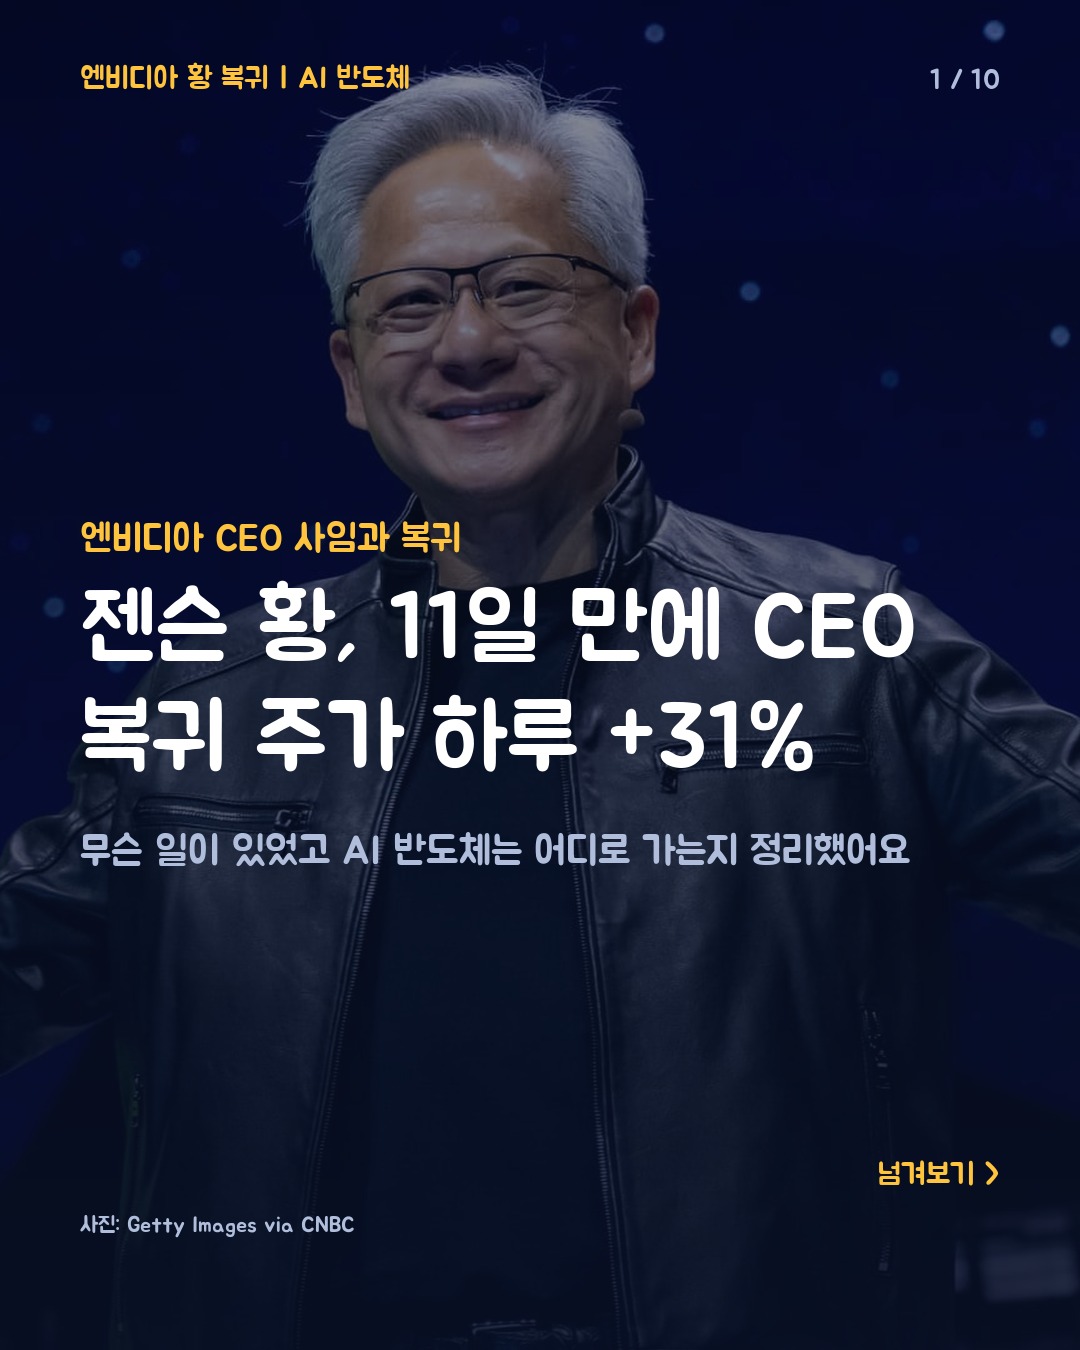 엔비디아 황 복귀 | AI 반도체
1 / 10
엔비디아 CEO 사임과 복귀
젠슨 황, 11일 만에 CEO
복귀 주가 하루 +31%
무슨 일이 있었고 AI 반도체는 어디로 가는지 정리했어요
넘겨보기 >
사진: Getty Images via CNBC